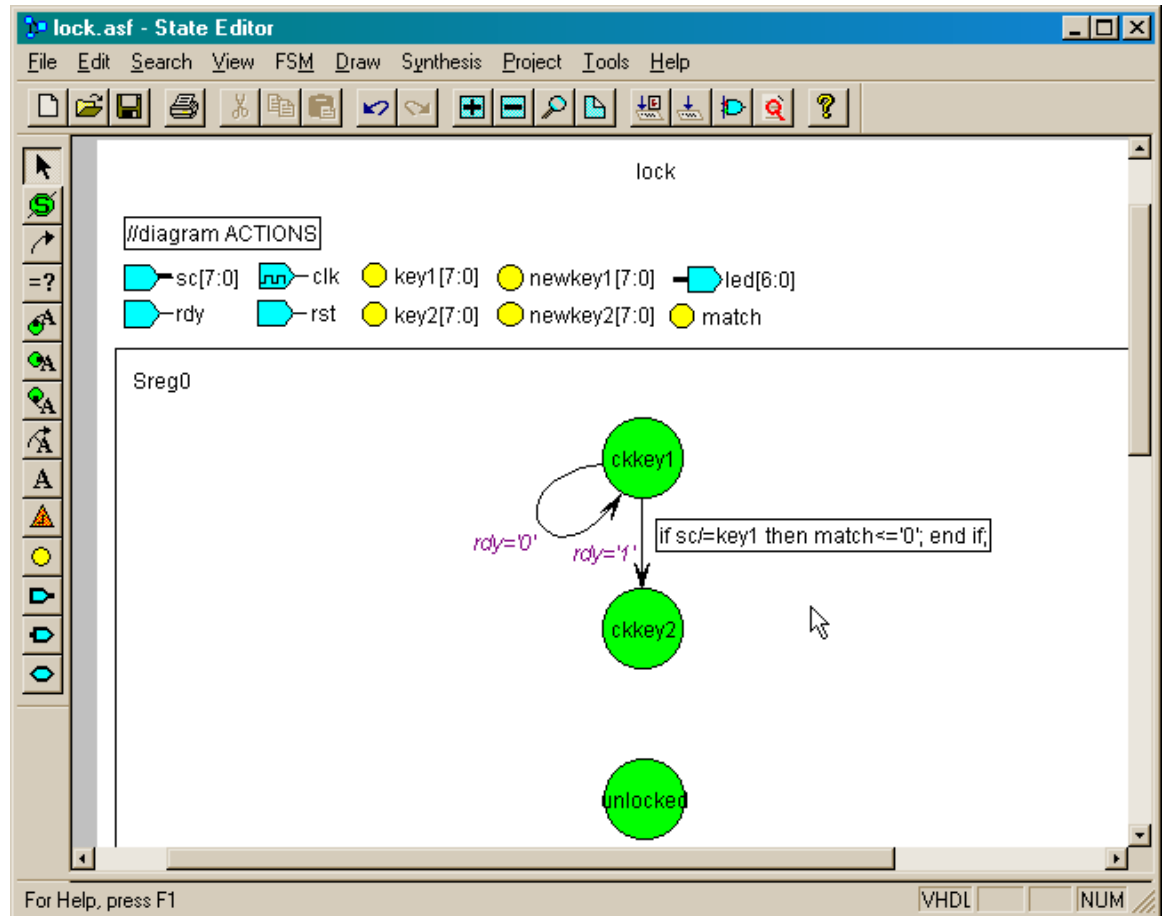 lock.asf - State Editor
File Edit Search View FSM Draw Synthesis Project Tools Help
lock
//diagram ACTIONS
sc[7:0] clk key1[7:0] newkey1[7:0] led[6:0]
rdy rst key2[7:0] newkey2[7:0] match
Sreg0
ckkey1
rdy='0'
rdy='1'
if sc/=key1 then match<='0'; end if;
ckkey2
unlocked
For Help, press F1 VHDL NUM